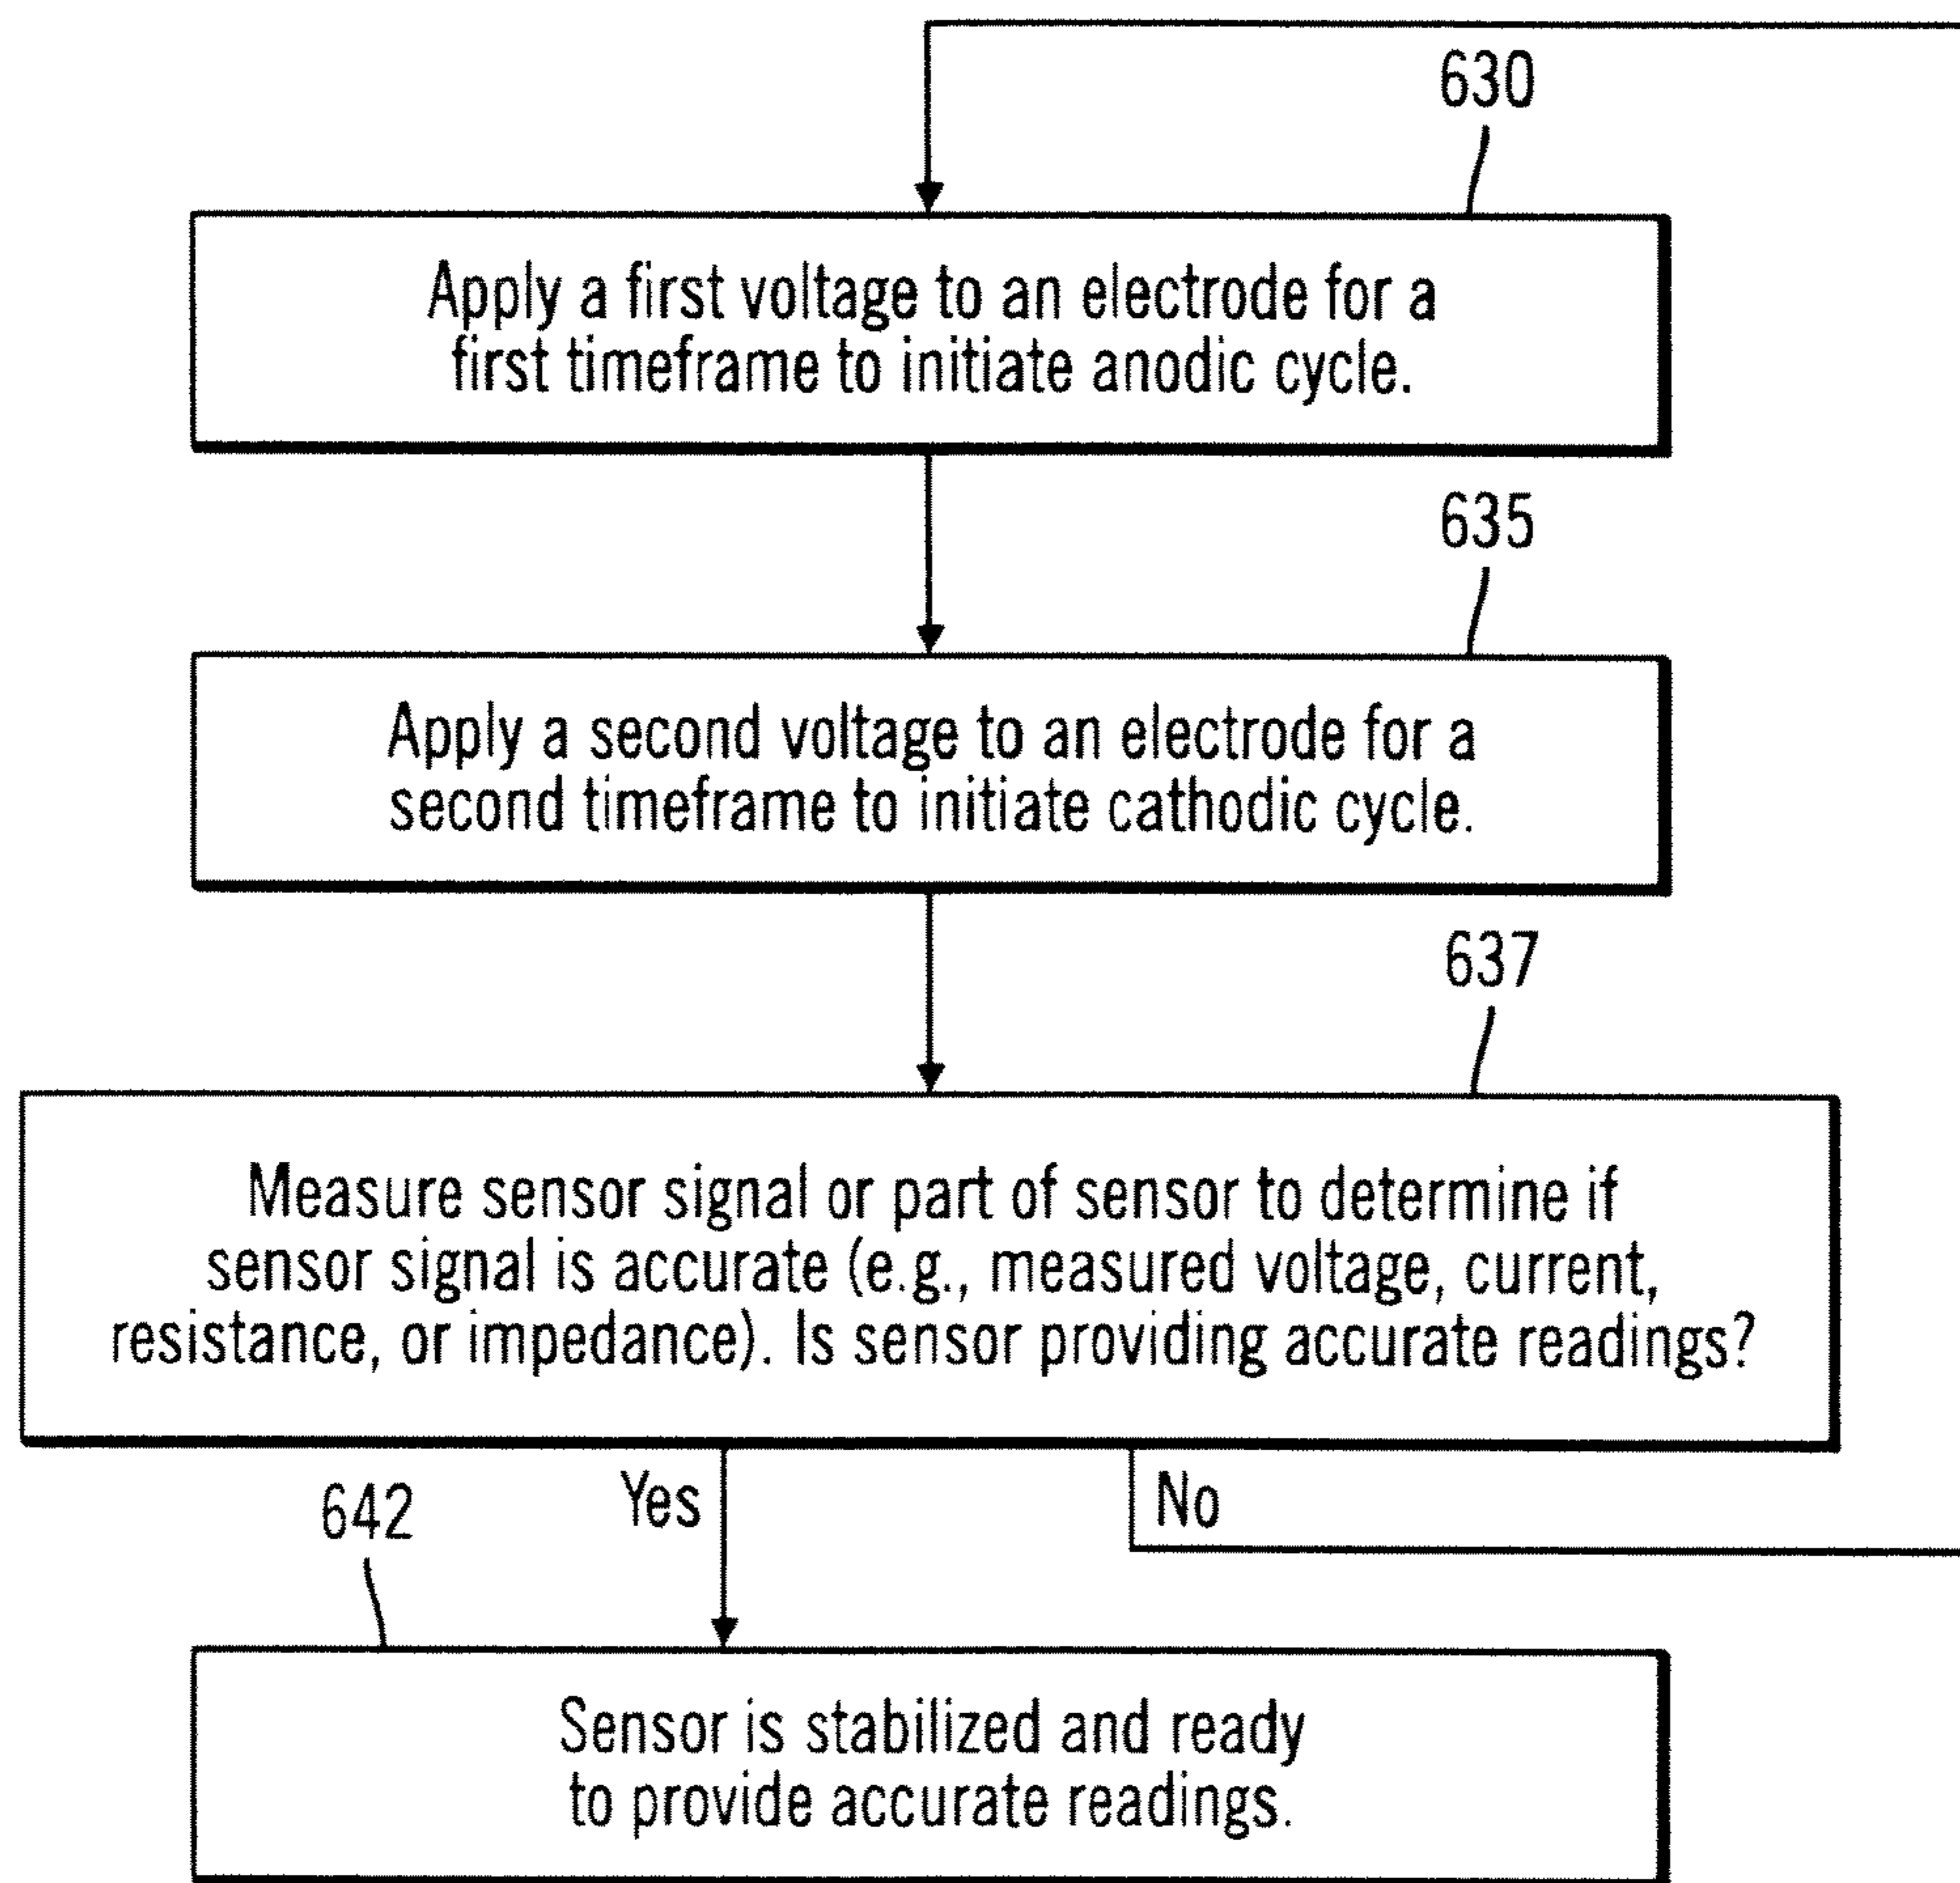 630
Apply a first voltage to an electrode for a
first timeframe to initiate anodic cycle.
635
Apply a second voltage to an electrode for a
second timeframe to initiate cathodic cycle.
637
Measure sensor signal or part of sensor to determine if
sensor signal is accurate (e.g., measured voltage, current,
resistance, or impedance). Is sensor providing accurate readings?
642
Yes
No
Sensor is stabilized and ready
to provide accurate readings.